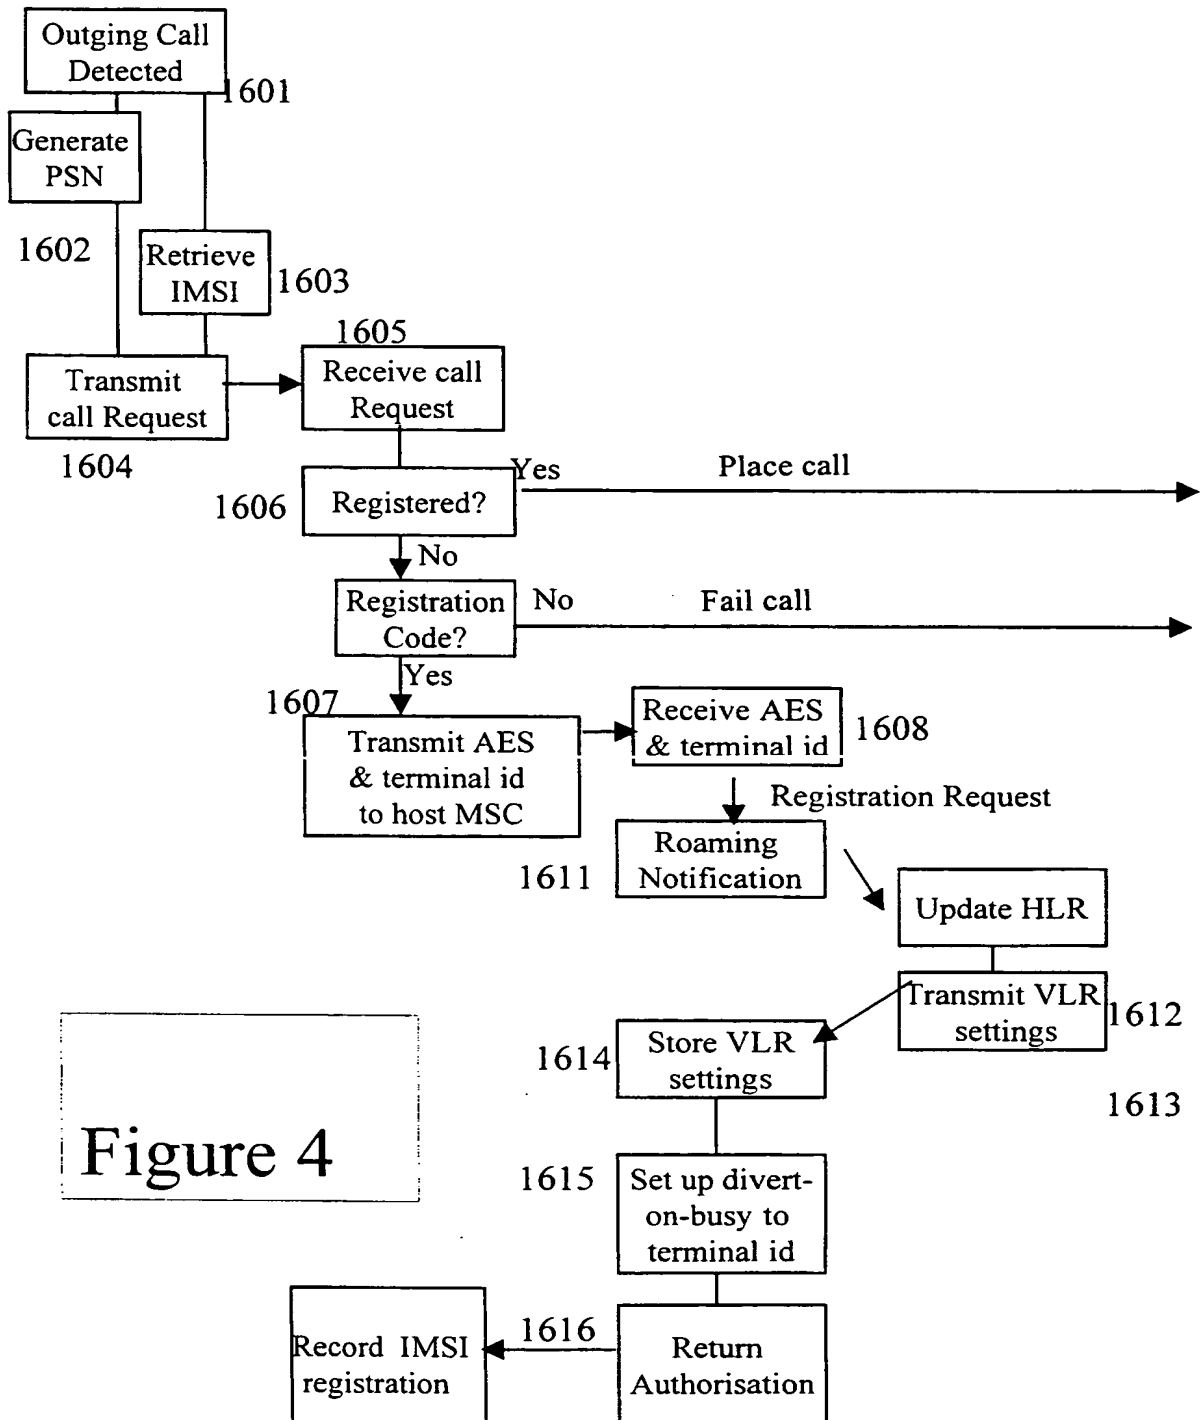 Outging Call
Detected
1601
Generate
PSN
1602
Retrieve
IMSI
1603
Transmit
call Request
1604
1605
Receive call
Request
1606
Registered?
Yes
Place call
No
Registration
Code?
No
Fail call
Yes
1607
Transmit AES
& terminal id
to host MSC
Receive AES
& terminal id
1608
Registration Request
1611
Roaming
Notification
Update HLR
Transmit VLR
settings
1612
1613
1614
Store VLR
settings
1615
Set up divert-
on-busy to
terminal id
1616
Return
Authorisation
Record IMSI
registration
Figure 4